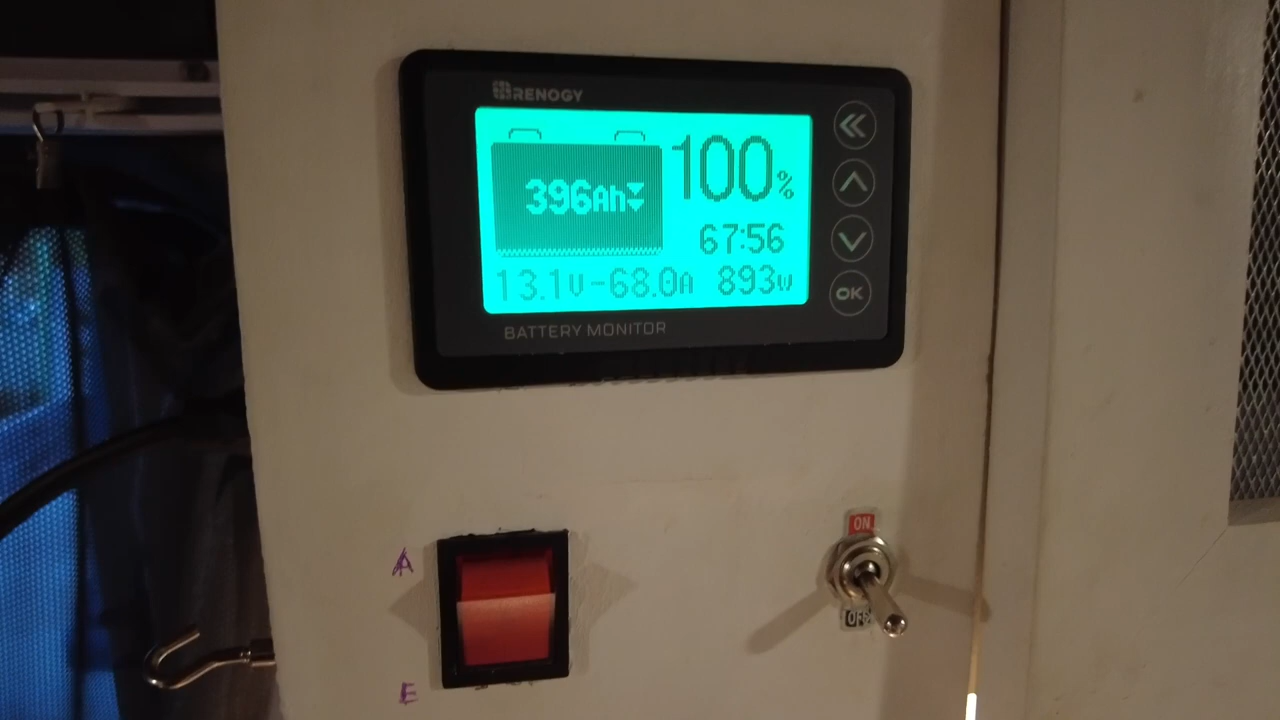 RENOGY
396Ah
100%
67:56
13.1V -68.0A 893W
BATTERY MONITOR
OK
A
E
ON
OFF